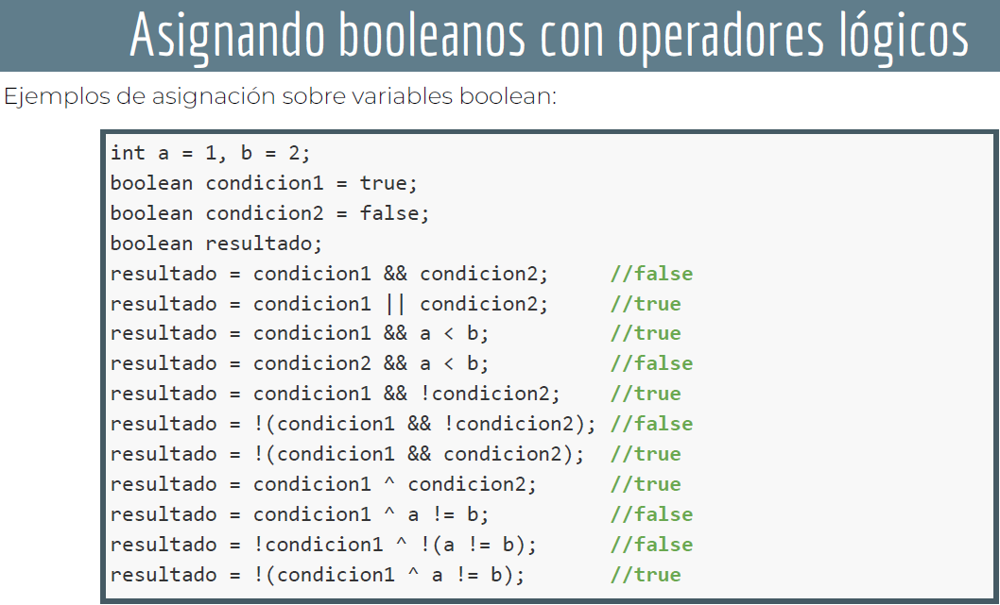 Asignando booleanos con operadores lógicos
Ejemplos de asignación sobre variables boolean:
int a = 1, b = 2;
boolean condicion1 = true;
boolean condicion2 = false;
boolean resultado;
resultado = condicion1 && condicion2;     //false
resultado = condicion1 || condicion2;     //true
resultado = condicion1 && a < b;          //true
resultado = condicion2 && a < b;          //false
resultado = condicion1 && !condicion2;    //true
resultado = !(condicion1 && !condicion2); //false
resultado = !(condicion1 && condicion2);  //true
resultado = condicion1 ^ condicion2;      //true
resultado = condicion1 ^ a != b;          //false
resultado = !condicion1 ^ !(a != b);      //false
resultado = !(condicion1 ^ a != b);       //true